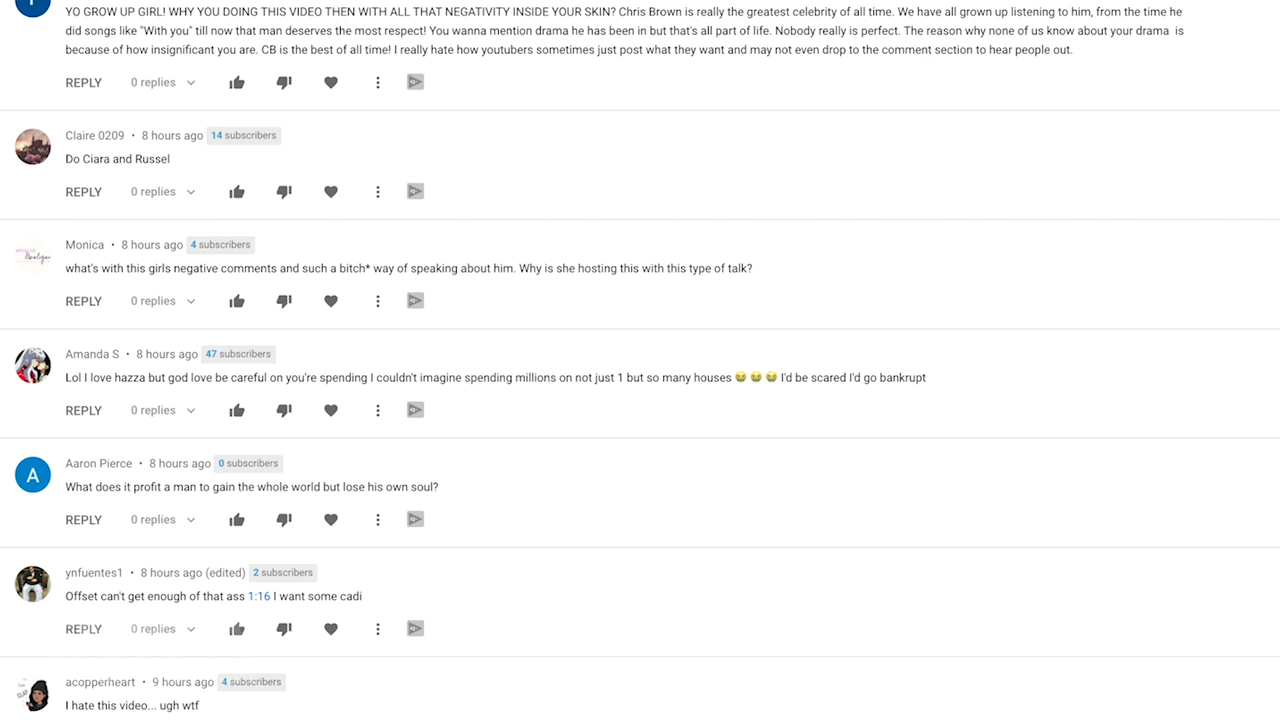 YO GROW UP GIRL! WHY YOU DOING THIS VIDEO THEN WITH ALL THAT NEGATIVITY INSIDE YOUR SKIN? Chris Brown is really the greatest celebrity of all time. We have all grown up listening to him, from the time he
did songs like "With you" till now that man deserves the most respect! You wanna mention drama he has been in but that's all part of life. Nobody really is perfect. The reason why none of us know about your drama is
because of how insignificant you are. CB is the best of all time! I really hate how youtubers sometimes just post what they want and may not even drop to the comment section to hear people out.
REPLY 0 replies
Claire 0209 • 8 hours ago 14 subscribers
Do Ciara and Russel
REPLY 0 replies
Monica • 8 hours ago 4 subscribers
what's with this girls negative comments and such a bitch* way of speaking about him. Why is she hosting this with this type of talk?
REPLY 0 replies
Amanda S • 8 hours ago 47 subscribers
Lol I love hazza but god love be careful on you're spending I couldn't imagine spending millions on not just 1 but so many houses 😂 😂 😂 I'd be scared I'd go bankrupt
REPLY 0 replies
A
Aaron Pierce • 8 hours ago 0 subscribers
What does it profit a man to gain the whole world but lose his own soul?
REPLY 0 replies
ynfuentes1 • 8 hours ago (edited) 2 subscribers
Offset can't get enough of that ass 1:16 I want some cadi
REPLY 0 replies
acopperheart • 9 hours ago 4 subscribers
I hate this video... ugh wtf